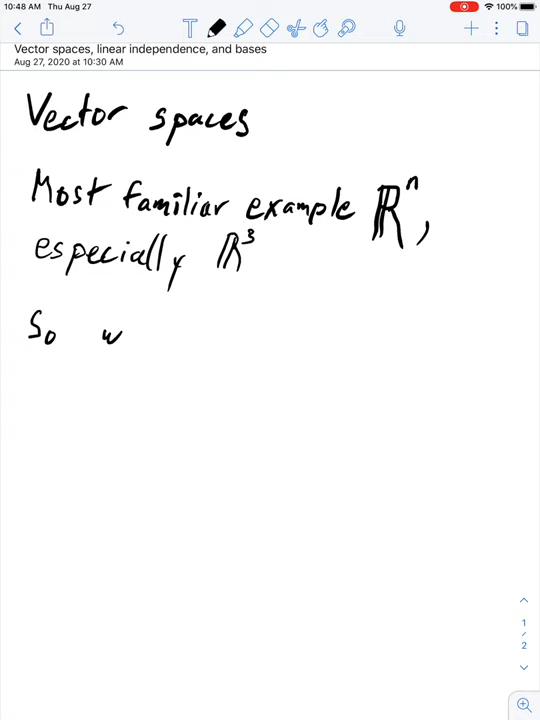 10:48 AM Thu Aug 27 100%
T
Vector spaces, linear independence, and bases
Aug 27, 2020 at 10:30 AM
Vector spaces
Most familiar example ℝⁿ,
especially ℝ³
So w
1
/
2